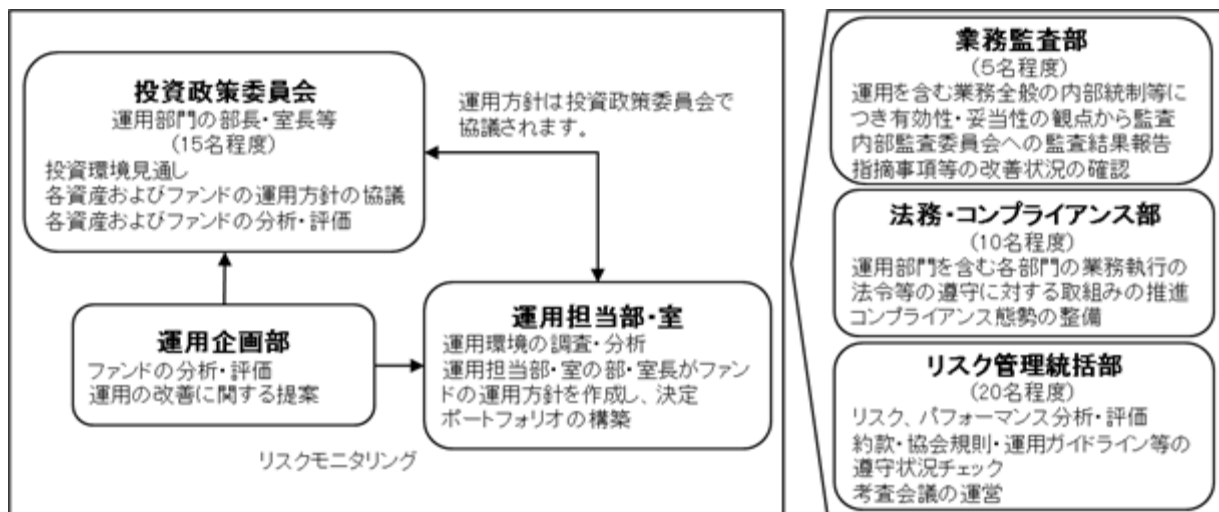 投資政策委員会
運用部門の部長・室長等
(15名程度)
投資環境見通し
各資産およびファンドの運用方針の協議
各資産およびファンドの分析・評価
運用方針は投資政策委員会で
協議されます。
運用企画部
ファンドの分析・評価
運用の改善に関する提案
運用担当部・室
運用環境の調査・分析
運用担当部・室の部・室長がファン
ドの運用方針を作成し、決定
ポートフォリオの構築
リスクモニタリング
業務監査部
(5名程度)
運用を含む業務全般の内部統制等に
つき有効性・妥当性の観点から監査
内部監査委員会への監査結果報告
指摘事項等の改善状況の確認
法務・コンプライアンス部
(10名程度)
運用部門を含む各部門の業務執行の
法令等の遵守に対する取組みの推進
コンプライアンス態勢の整備
リスク管理統括部
(20名程度)
リスク、パフォーマンス分析・評価
約款・協会規則・運用ガイドライン等の
遵守状況チェック
考査会議の運営